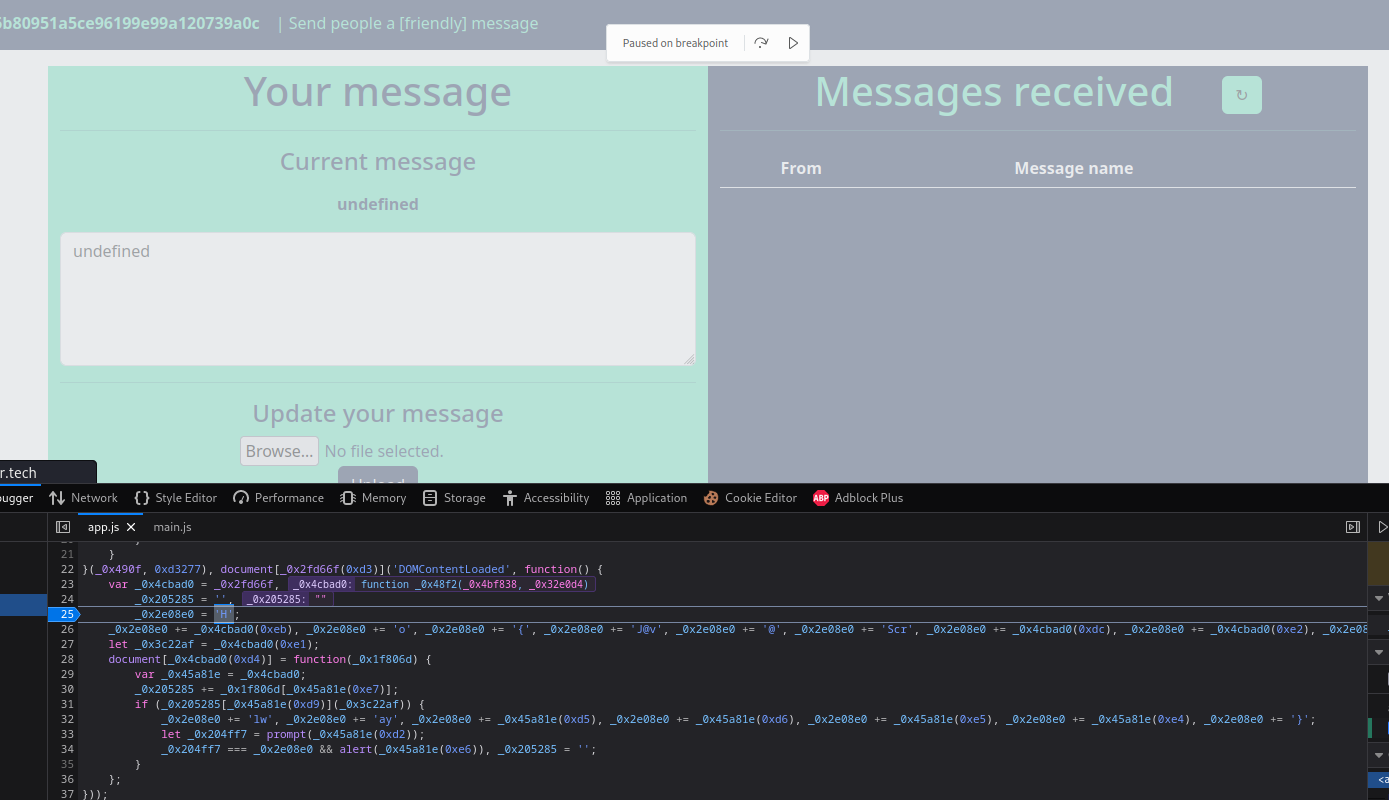 6b80951a5ce96199e99a120739a0c | Send people a [friendly] message
Paused on breakpoint
Your message
Messages received
↻
Current message
From Message name
undefined
undefined
Update your message
Browse... No file selected.
Upload
r.tech
ougger Network Style Editor Performance Memory Storage Accessibility Application Cookie Editor ABP Adblock Plus
app.js main.js
21 }
22 }(_0x490f, 0xd3277), document[_0x2fd66f(0xd3)]('DOMContentLoaded', function() {
23 var _0x4cbad0 = _0x2fd66f, _0x4cbad0: function _0x48f2(_0x4bf838, _0x32e0d4)
24 _0x205285 = '', _0x205285: ""
25 _0x2e08e0 = 'H';
26 _0x2e08e0 += _0x4cbad0(0xeb), _0x2e08e0 += 'o', _0x2e08e0 += '{', _0x2e08e0 += 'J@v', _0x2e08e0 += '@', _0x2e08e0 += 'Scr', _0x2e08e0 += _0x4cbad0(0xdc), _0x2e08e0 += _0x4cbad0(0xe2), _0x2e08
27 let _0x3c22af = _0x4cbad0(0xe1);
28 document[_0x4cbad0(0xd4)] = function(_0x1f806d) {
29 var _0x45a81e = _0x4cbad0;
30 _0x205285 += _0x1f806d[_0x45a81e(0xe7)];
31 if (_0x205285[_0x45a81e(0xd9)](_0x3c22af)) {
32 _0x2e08e0 += 'lw', _0x2e08e0 += 'ay', _0x2e08e0 += _0x45a81e(0xd5), _0x2e08e0 += _0x45a81e(0xd6), _0x2e08e0 += _0x45a81e(0xe5), _0x2e08e0 += _0x45a81e(0xe4), _0x2e08e0 += '}';
33 let _0x204ff7 = prompt(_0x45a81e(0xd2));
34 _0x204ff7 === _0x2e08e0 && alert(_0x45a81e(0xe6)), _0x205285 = '';
35 }
36 };
37 }));